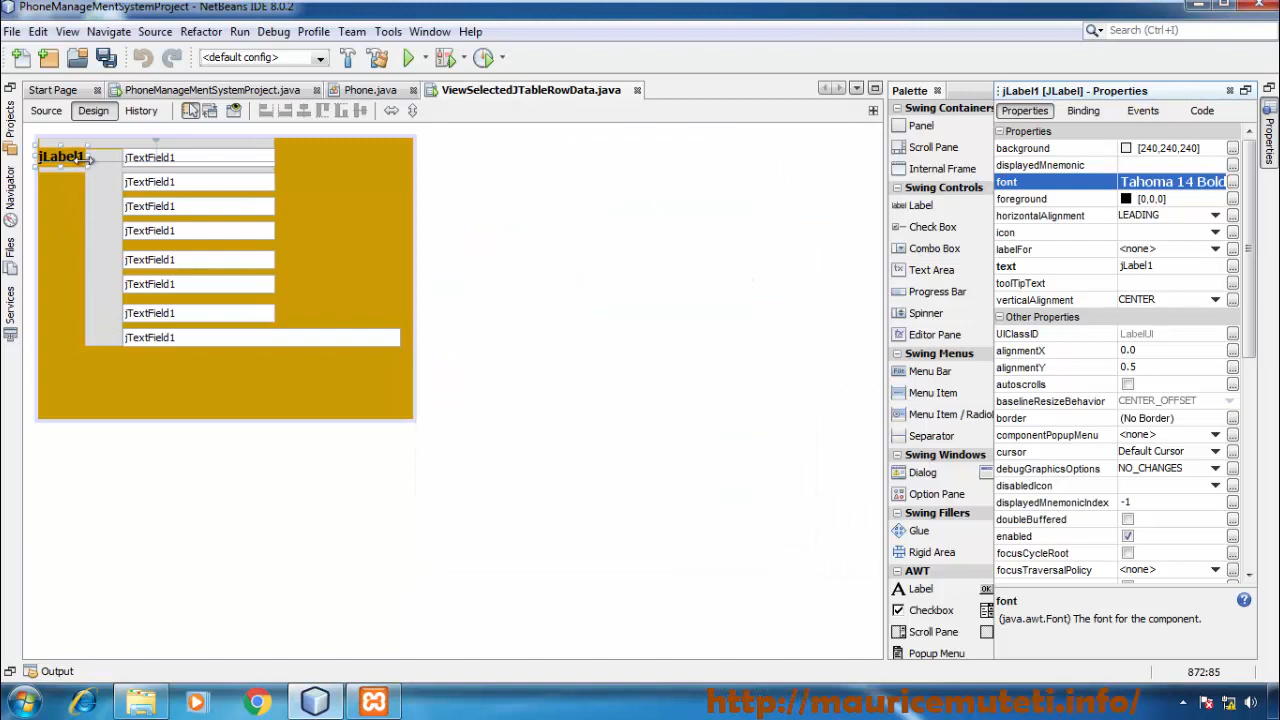 PhoneManagementSystemProject - NetBeans IDE 8.0.2
File Edit View Navigate Source Refactor Run Debug Profile Team Tools Window Help
Search (Ctrl+I)
<default config>
Start Page PhoneManagementSystemProject.java Phone.java ViewSelectedJTableRowData.java
Source Design History
Projects
Navigator
Files
Services
jLabel1
jTextField1
jTextField1
jTextField1
jTextField1
jTextField1
jTextField1
jTextField1
jTextField1
Palette
Swing Containers
Panel
Scroll Pane
Internal Frame
Swing Controls
label Label
Check Box
Combo Box
Text Area
Progress Bar
Spinner
Editor Pane
Swing Menus
Menu Bar
Menu Item
Menu Item / Radio
Separator
Swing Windows
Dialog
Option Pane
Swing Fillers
Glue
Rigid Area
AWT
A Label OK
Checkbox
Scroll Pane
Popup Menu
jLabel1 [JLabel] - Properties
Properties Binding Events Code
Properties
background [240,240,240]
displayedMnemonic
font Tahoma 14 Bold
foreground [0,0,0]
horizontalAlignment LEADING
icon
labelFor <none>
text jLabel1
toolTipText
verticalAlignment CENTER
Other Properties
UIClassID LabelUI
alignmentX 0.0
alignmentY 0.5
autoscrolls
baselineResizeBehavior CENTER_OFFSET
border (No Border)
componentPopupMenu <none>
cursor Default Cursor
debugGraphicsOptions NO_CHANGES
disabledIcon
displayedMnemonicIndex -1
doubleBuffered
enabled
focusCycleRoot
focusTraversalPolicy <none>
font
(java.awt.Font) The font for the component.
Properties
Output
872:85
http://mauricemuteti.info/